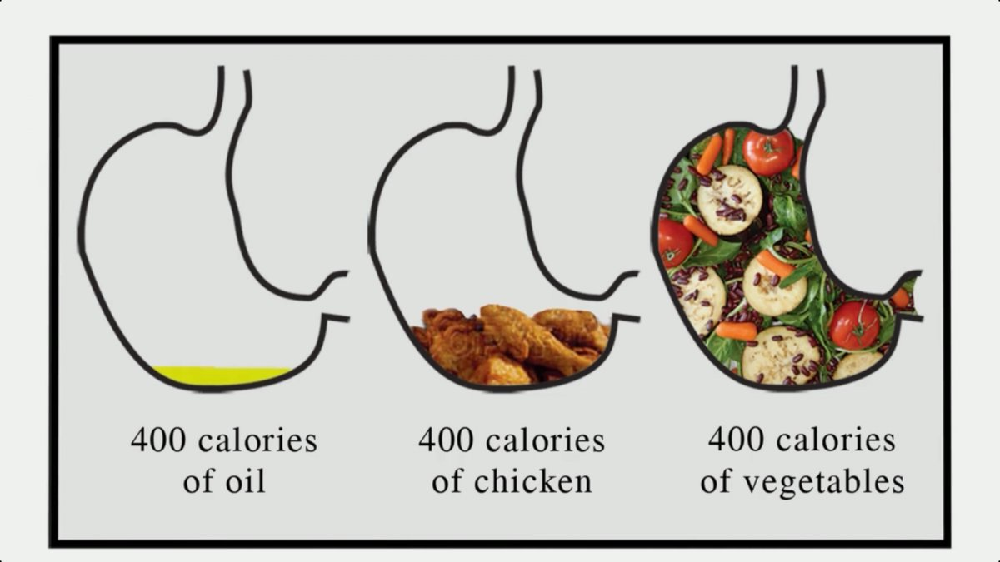 400 calories
of oil
400 calories
of chicken
400 calories
of vegetables